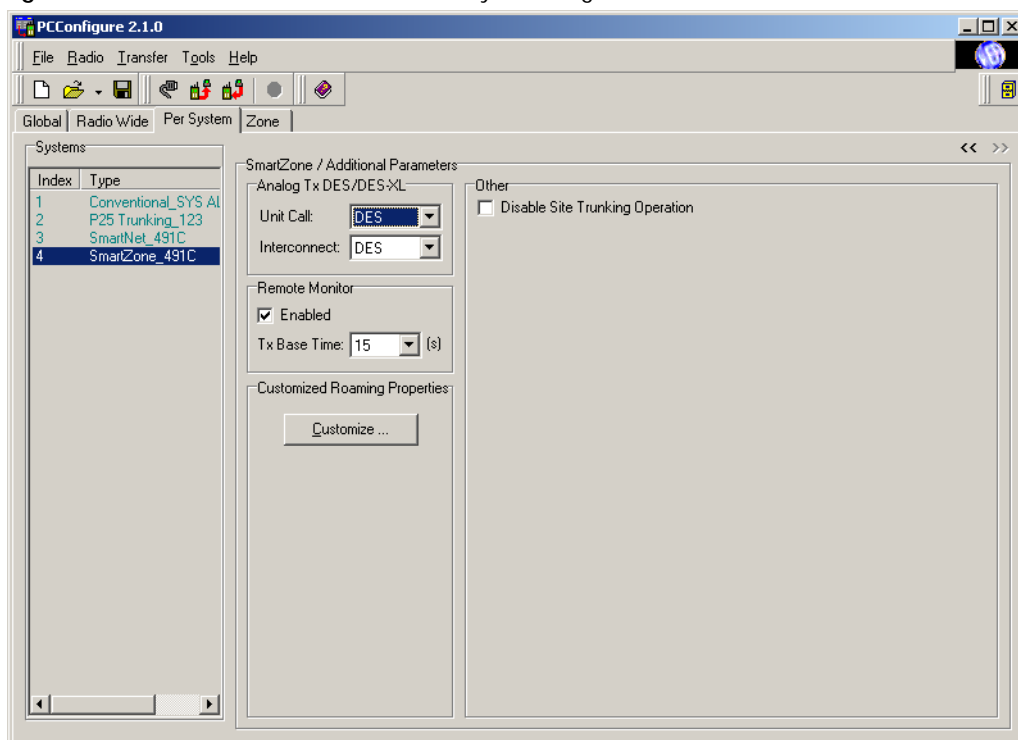 PCConfigure 2.1.0
File Radio Transfer Tools Help
Global Radio Wide Per System Zone
Systems
<< >>
SmartZone / Additional Parameters
Index Type
1 Conventional_SYS AL
2 P25 Trunking_123
3 SmartNet_491C
4 SmartZone_491C
Analog Tx DES/DES-XL
Unit Call: DES
Interconnect: DES
Remote Monitor
Enabled
Tx Base Time: 15 (s)
Customized Roaming Properties
Customize ...
Other
Disable Site Trunking Operation